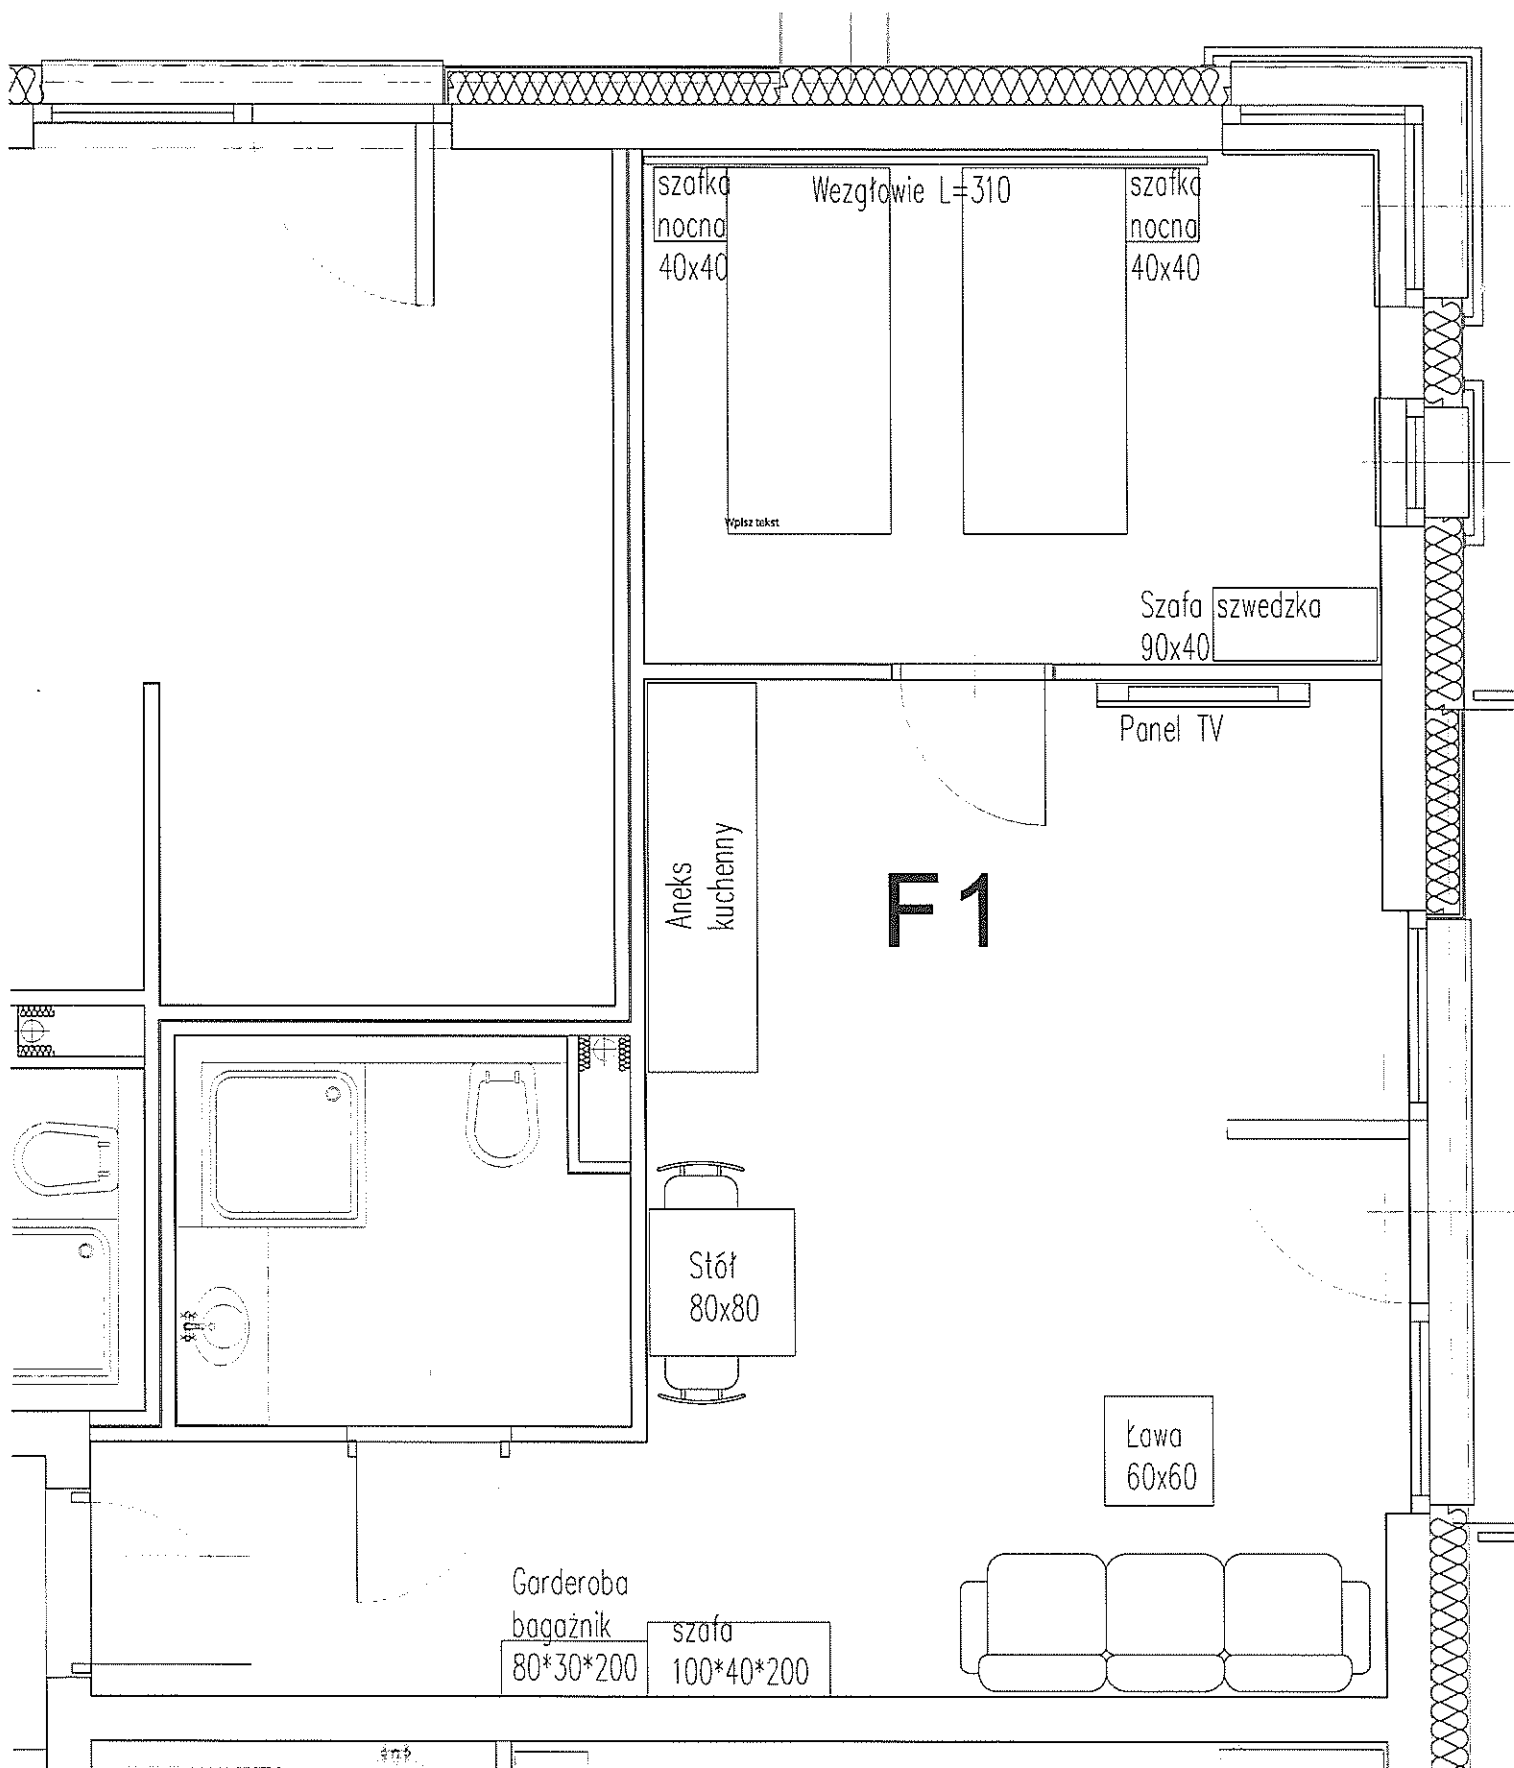 szafka
nocna
40x40
Wezgłowie L=310
szafka
nocna
40x40
Wpisz tekst
Szafa szwedzka
90x40
Panel TV
Aneks
kuchenny
F1
Stół
80x80
Ława
60x60
Garderoba
bagażnik
80*30*200
szafa
100*40*200